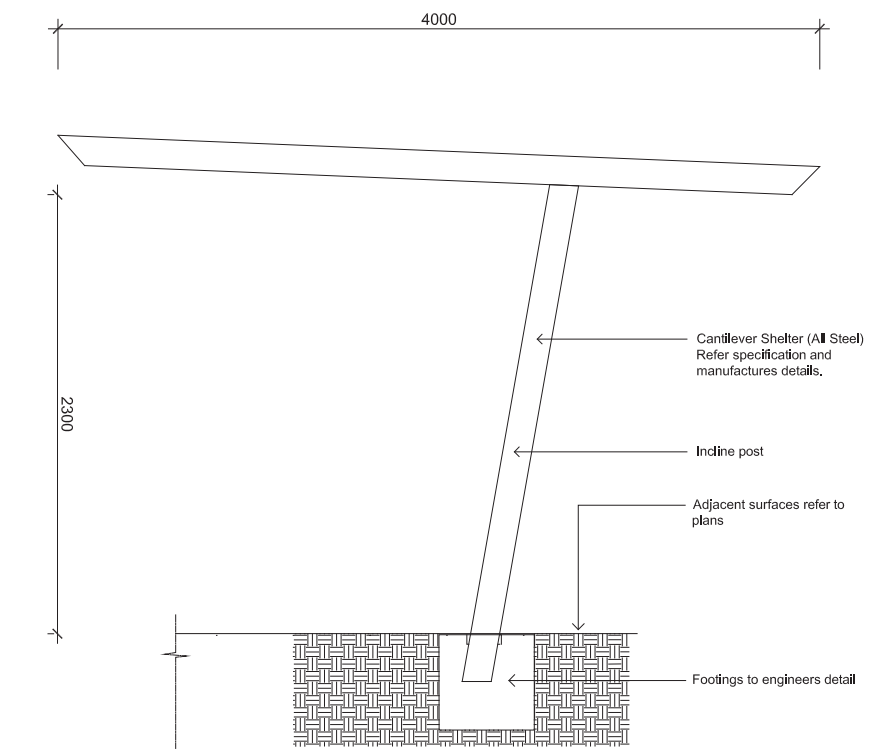 4000
Cantilever Shelter (All Steel)
Refer specification and
manufactures details.
2300
Incline post
Adjacent surfaces refer to
plans
Footings to engineers detail